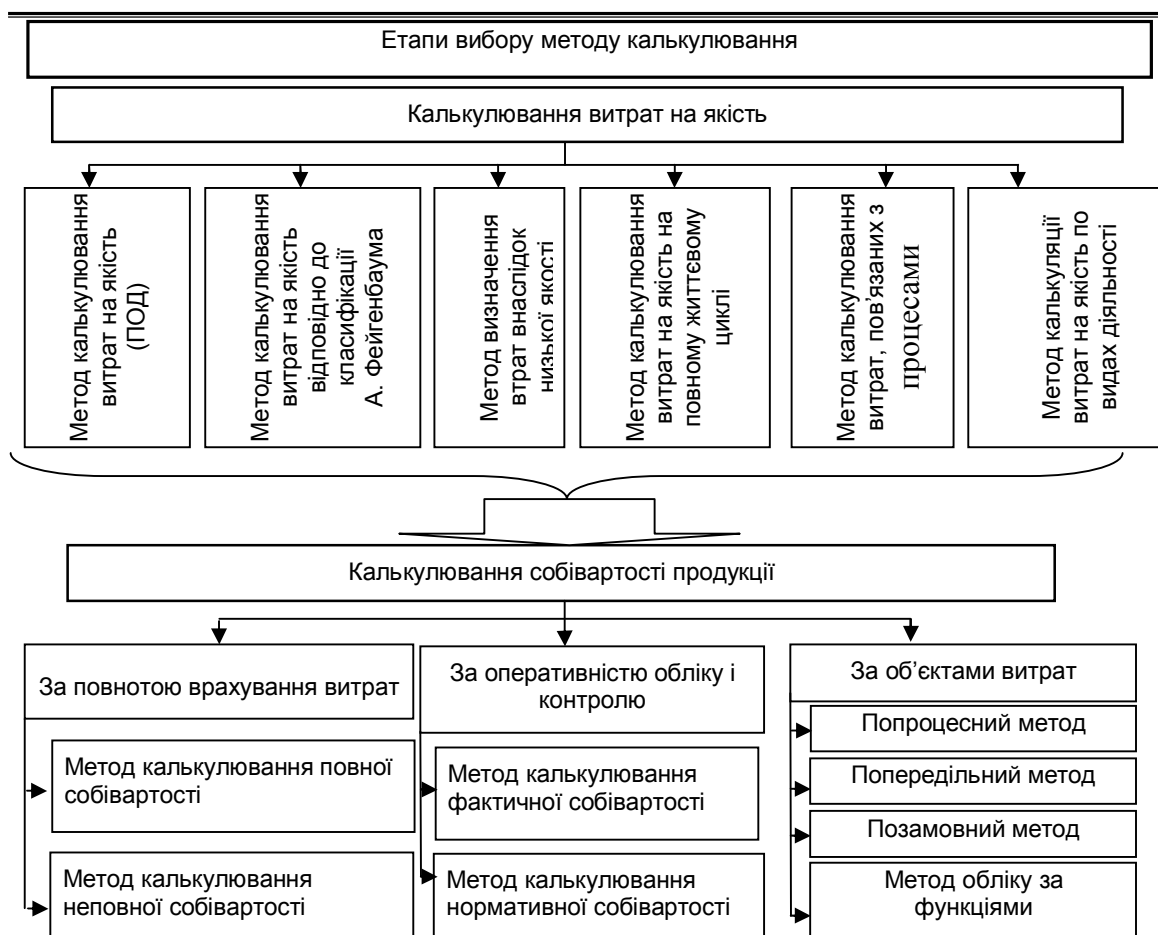 Етапи вибору методу калькулювання
Калькулювання витрат на якість
Метод калькулювання
витрат на якість
(ПОД)
Метод калькулювання
витрат на якість
відповідно до
класифікації
А. Фейгенбаума
Метод визначення
втрат внаслідок
низької якості
Метод калькулювання
витрат на якість на
повному життєвому
циклі
Метод калькулювання
витрат, пов’язаних з
процесами
Метод калькуляції
витрат на якість по
видах діяльності
Калькулювання собівартості продукції
За повнотою врахування витрат
Метод калькулювання повної
собівартості
Метод калькулювання
неповної собівартості
За оперативністю обліку і
контролю
Метод калькулювання
фактичної собівартості
Метод калькулювання
нормативної собівартості
За об’єктами витрат
Попроцесний метод
Попередільний метод
Позамовний метод
Метод обліку за
функціями